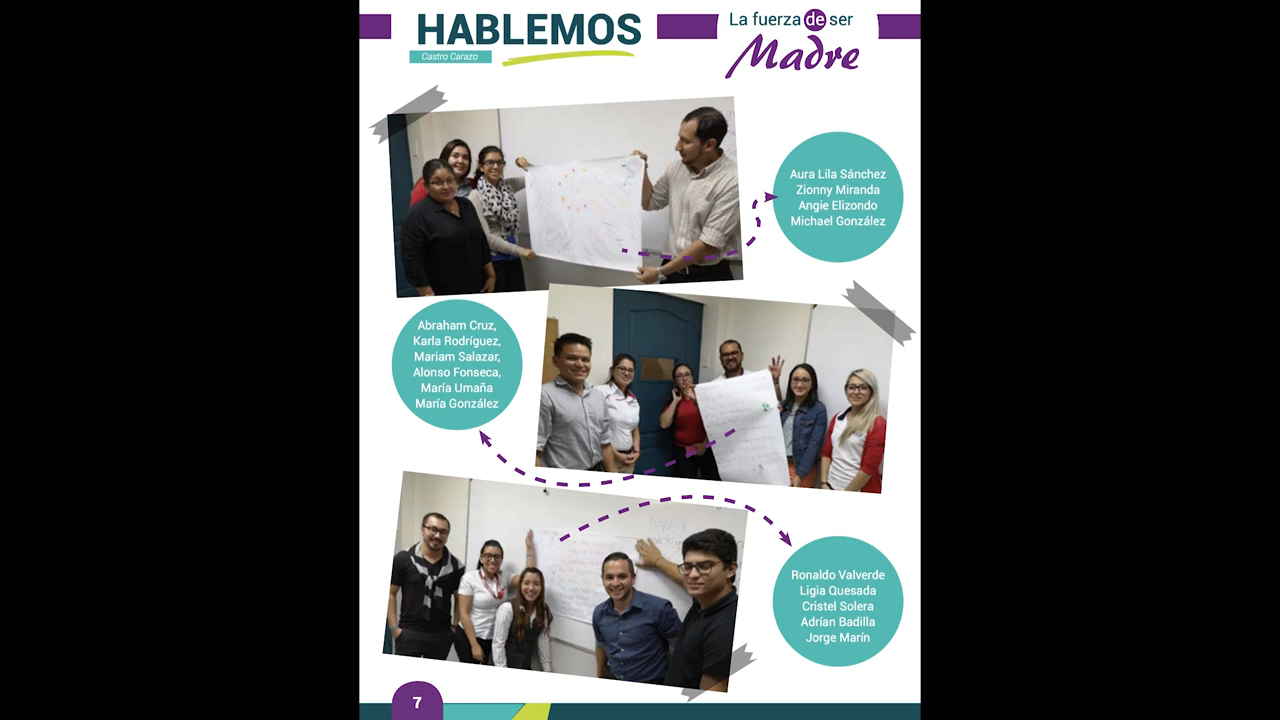 HABLEMOS
Castro Carazo
La fuerza de ser
Madre
Aura Lila Sánchez
Zionny Miranda
Angie Elizondo
Michael González
Abraham Cruz,
Karla Rodríguez,
Mariam Salazar,
Alonso Fonseca,
María Umaña
María González
happily
Ronaldo Valverde
Ligia Quesada
Cristel Solera
Adrían Badilla
Jorge Marín
7